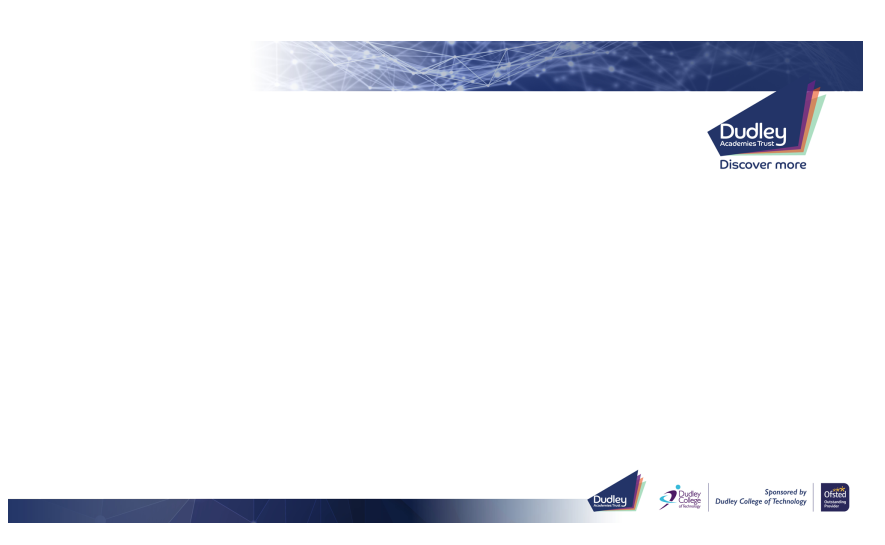 Dudley
Academies Trust
Discover more
Dudley
Academies Trust
Dudley
College
of Technology
Sponsored by
Dudley College of Technology
Ofsted
Outstanding
Provider